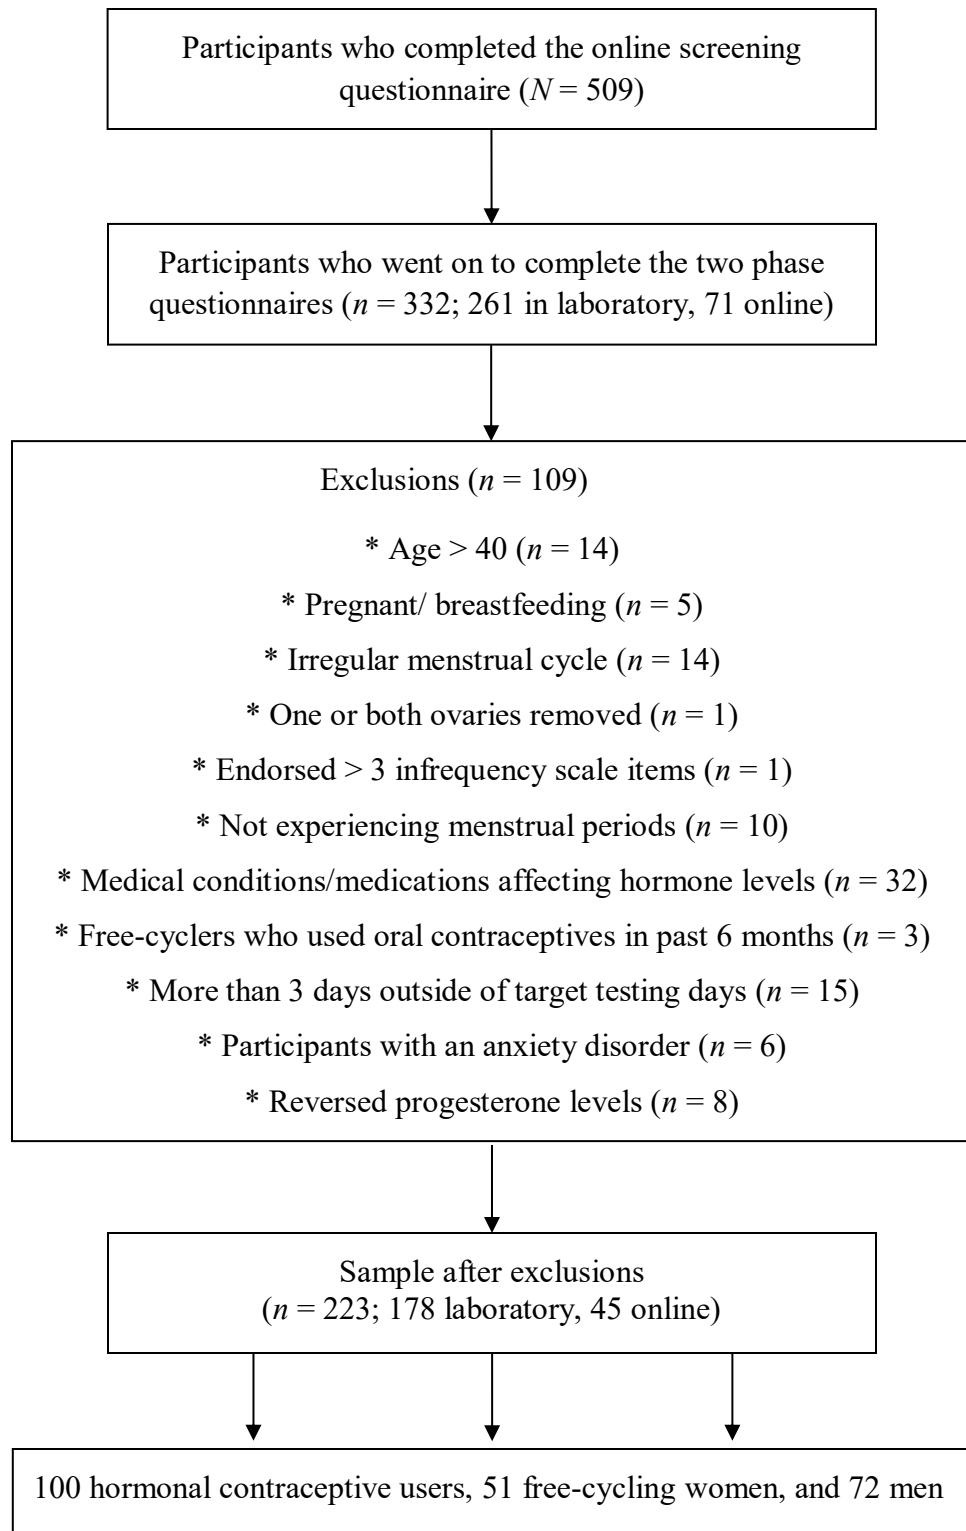 Participants who completed the online screening
questionnaire (N = 509)
Participants who went on to complete the two phase
questionnaires (n = 332; 261 in laboratory, 71 online)
Exclusions (n = 109)
* Age > 40 (n = 14)
* Pregnant/ breastfeeding (n = 5)
* Irregular menstrual cycle (n = 14)
* One or both ovaries removed (n = 1)
* Endorsed > 3 infrequency scale items (n = 1)
* Not experiencing menstrual periods (n = 10)
* Medical conditions/medications affecting hormone levels (n = 32)
* Free-cyclers who used oral contraceptives in past 6 months (n = 3)
* More than 3 days outside of target testing days (n = 15)
* Participants with an anxiety disorder (n = 6)
* Reversed progesterone levels (n = 8)
Sample after exclusions
(n = 223; 178 laboratory, 45 online)
100 hormonal contraceptive users, 51 free-cycling women, and 72 men